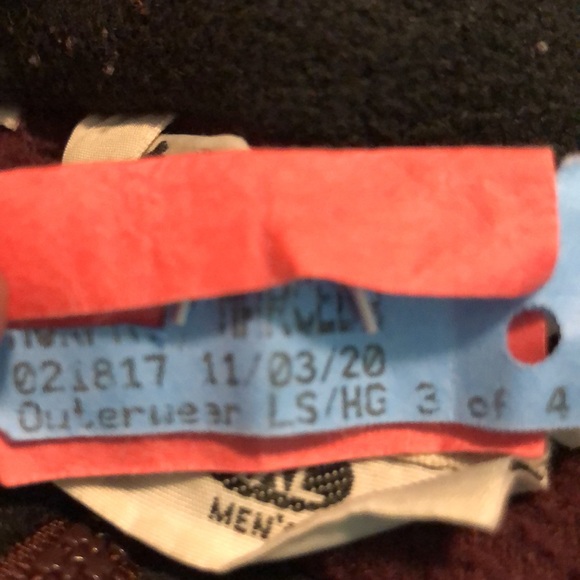 021817 11/03/20
Outerwear LS/HG 3 of 4
MEN'